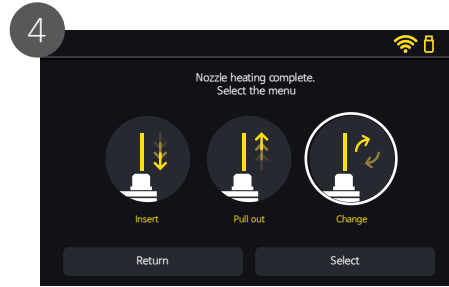 4
Nozzle heating complete.
Select the menu
Insert
Pull out
Change
Return
Select